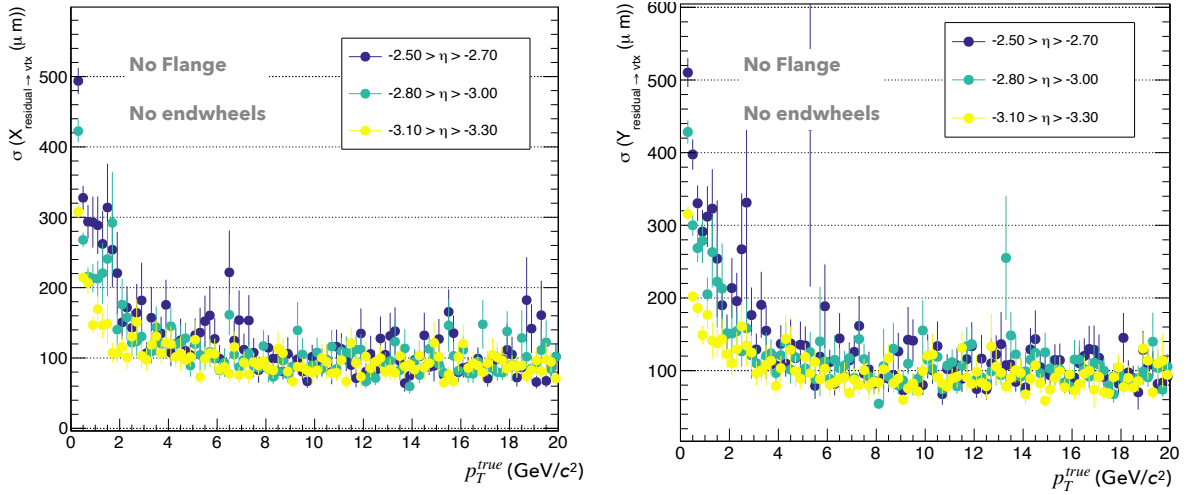 σ (X residual → vtx (μ m))
500
400
300
200
100
0
No Flange
No endwheels
-2.50 > η > -2.70
-2.80 > η > -3.00
-3.10 > η > -3.30
0 2 4 6 8 10 12 14 16 18 20
p_T^true (GeV/c²)
σ (Y residual → vtx (μ m))
600
500
400
300
200
100
No Flange
No endwheels
-2.50 > η > -2.70
-2.80 > η > -3.00
-3.10 > η > -3.30
0 2 4 6 8 10 12 14 16 18 20
p_T^true (GeV/c²)